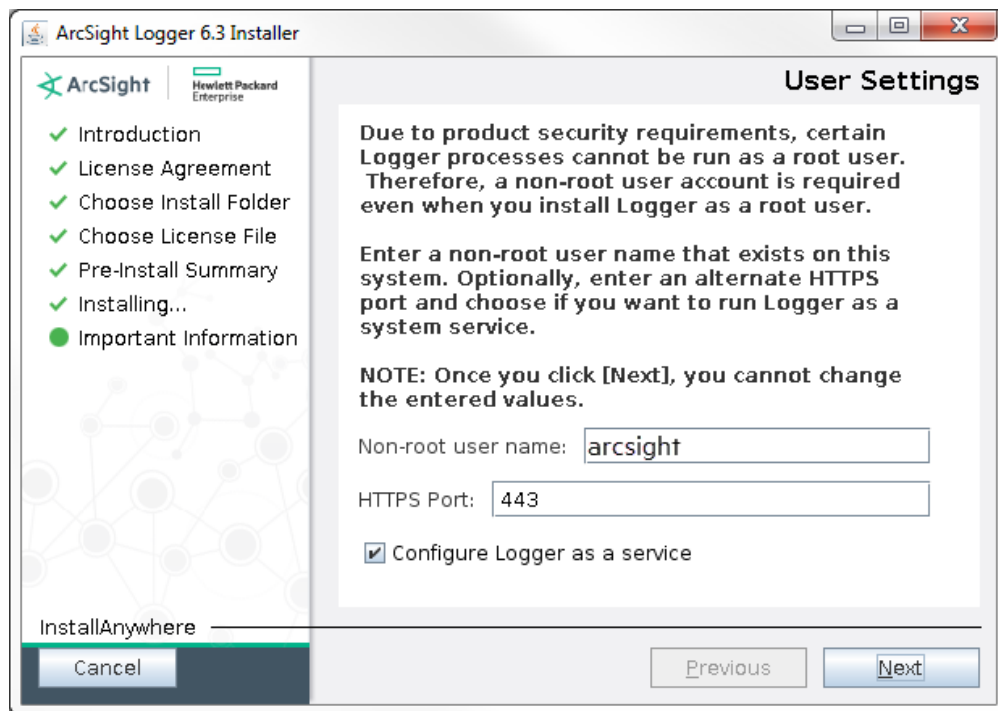 ArcSight Logger 6.3 Installer
ArcSight
Hewlett Packard
Enterprise
Introduction
License Agreement
Choose Install Folder
Choose License File
Pre-Install Summary
Installing...
Important Information
User Settings
Due to product security requirements, certain
Logger processes cannot be run as a root user.
Therefore, a non-root user account is required
even when you install Logger as a root user.
Enter a non-root user name that exists on this
system. Optionally, enter an alternate HTTPS
port and choose if you want to run Logger as a
system service.
NOTE: Once you click [Next], you cannot change
the entered values.
Non-root user name: arcsight
HTTPS Port: 443
Configure Logger as a service
InstallAnywhere
Cancel
Previous
Next